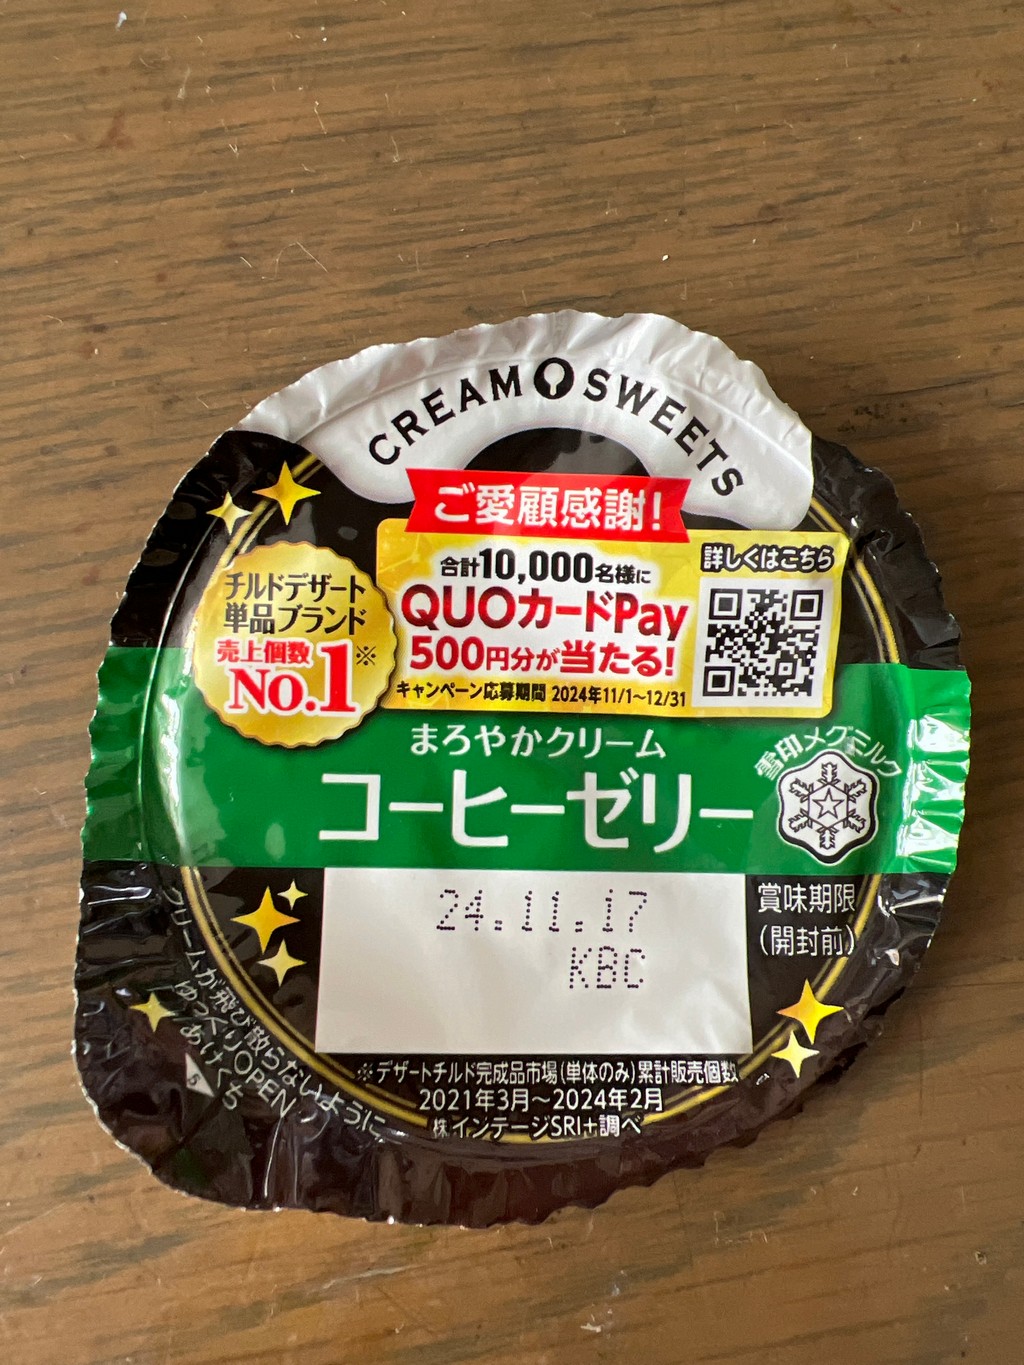 CREAM SWEETS
ご愛顧感謝!
合計10,000名様に
QUOカードPay
500円分が当たる!
キャンペーン応募期間 2024年11/1~12/31
詳しくはこちら
チルドデザート
単品ブランド
売上個数
No.1※
まろやかクリーム
コーヒーゼリー
雪印メグミルク
24.11.17
KBC
賞味期限
(開封前)
クリームが飛び散らないように、
ゆっくりOPEN
あけくち
5
※デザートチルド完成品市場(単体のみ)累計販売個数
2021年3月~2024年2月
株インテージSRI+調べ